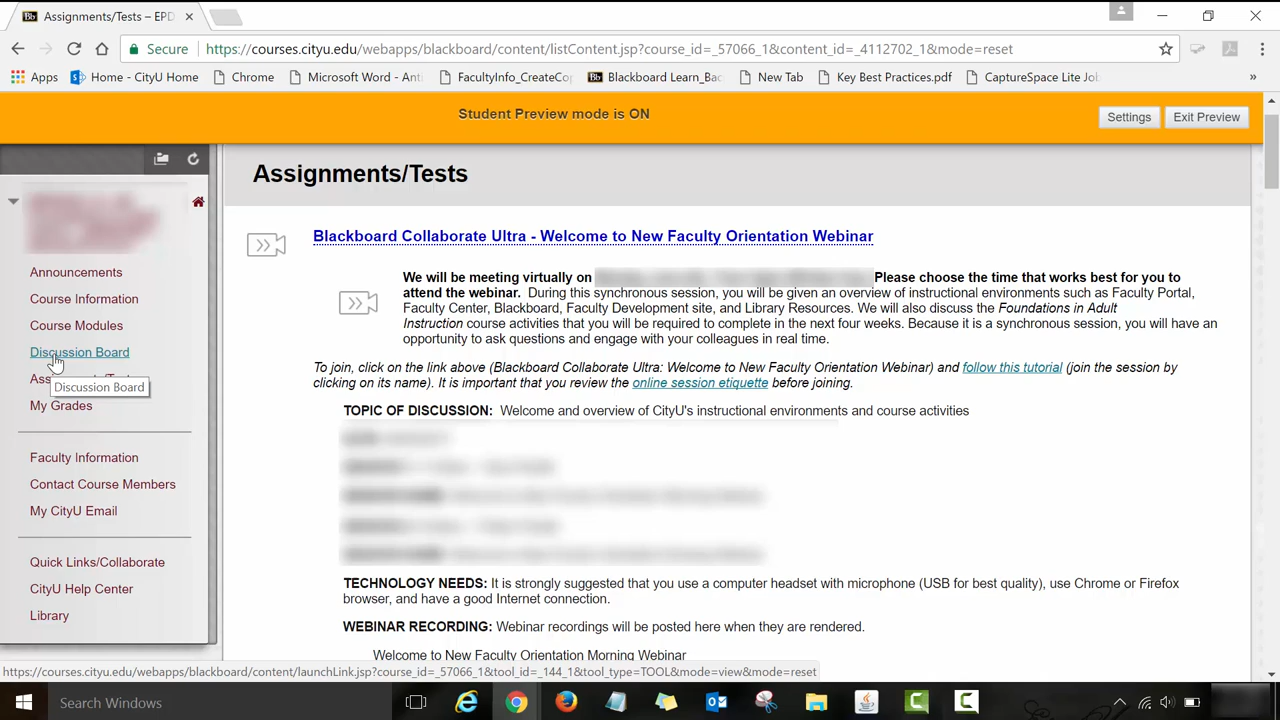 Assignments/Tests – EPD
Secure
https://courses.cityu.edu/webapps/blackboard/content/listContent.jsp?course_id=_57066_1&content_id=_4112702_1&mode=reset
Apps
Home - CityU Home
Chrome
Microsoft Word - Anti
FacultyInfo_CreateCo
Blackboard Learn_Ba
New Tab
Key Best Practices.pdf
CaptureSpace Lite Jo
»
Student Preview mode is ON
Settings
Exit Preview
Announcements
Course Information
Course Modules
Discussion Board
Discussion Board
My Grades
Faculty Information
Contact Course Members
My CityU Email
Quick Links/Collaborate
CityU Help Center
Library
Assignments/Tests
Blackboard Collaborate Ultra - Welcome to New Faculty Orientation Webinar
We will be meeting virtually on Please choose the time that works best for you to
attend the webinar. During this synchronous session, you will be given an overview of instructional environments such as Faculty Portal,
Faculty Center, Blackboard, Faculty Development site, and Library Resources. We will also discuss the Foundations in Adult
Instruction course activities that you will be required to complete in the next four weeks. Because it is a synchronous session, you will have an
opportunity to ask questions and engage with your colleagues in real time.
To join, click on the link above (Blackboard Collaborate Ultra: Welcome to New Faculty Orientation Webinar) and follow this tutorial (join the session by
clicking on its name). It is important that you review the online session etiquette before joining.
TOPIC OF DISCUSSION: Welcome and overview of CityU's instructional environments and course activities
TECHNOLOGY NEEDS: It is strongly suggested that you use a computer headset with microphone (USB for best quality), use Chrome or Firefox
browser, and have a good Internet connection.
WEBINAR RECORDING: Webinar recordings will be posted here when they are rendered.
Welcome to New Faculty Orientation Morning Webinar
https://courses.cityu.edu/webapps/blackboard/content/launchLink.jsp?course_id=_57066_1&tool_id=_144_1&tool_type=TOOL&mode=view&mode=reset
Search Windows